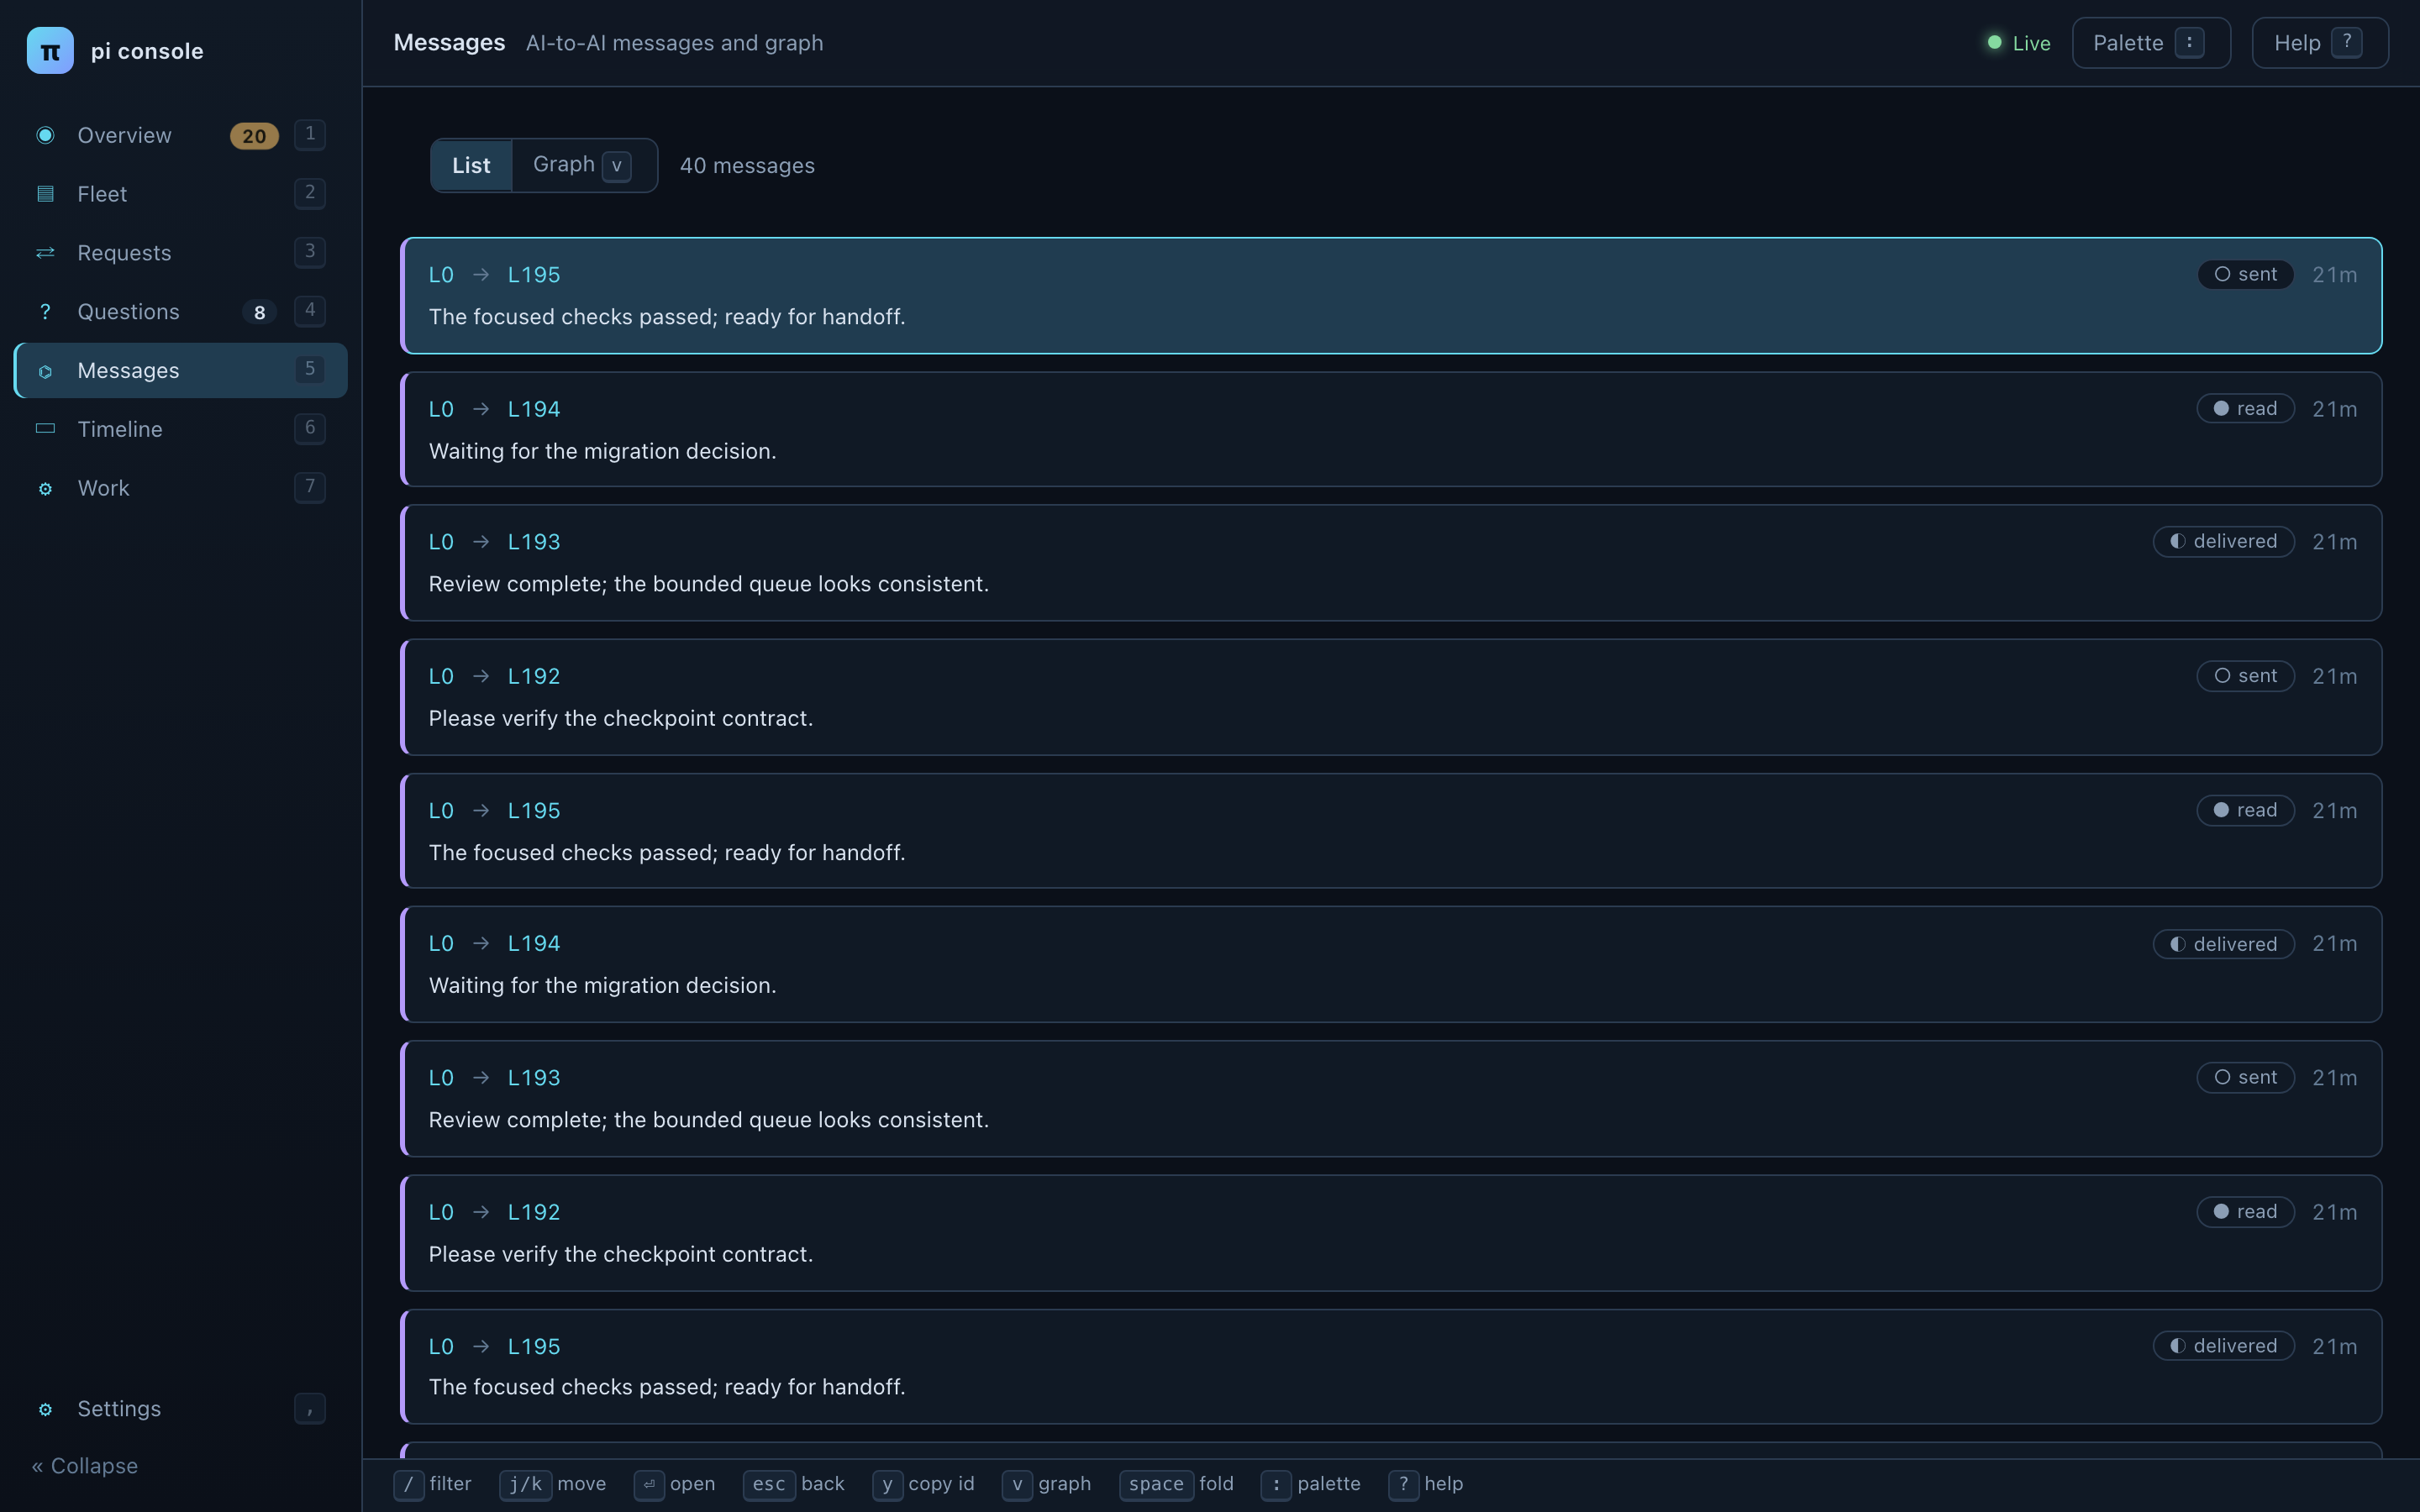 π pi console
Overview 20 1
Fleet 2
Requests 3
? Questions 8 4
Messages 5
Timeline 6
Work 7
Settings ,
« Collapse
Messages AI-to-AI messages and graph
Live Palette : Help ?
List Graph v 40 messages
L0 → L195 sent 21m
The focused checks passed; ready for handoff.
L0 → L194 read 21m
Waiting for the migration decision.
L0 → L193 delivered 21m
Review complete; the bounded queue looks consistent.
L0 → L192 sent 21m
Please verify the checkpoint contract.
L0 → L195 read 21m
The focused checks passed; ready for handoff.
L0 → L194 delivered 21m
Waiting for the migration decision.
L0 → L193 sent 21m
Review complete; the bounded queue looks consistent.
L0 → L192 read 21m
Please verify the checkpoint contract.
L0 → L195 delivered 21m
The focused checks passed; ready for handoff.
/ filter j/k move ⏎ open esc back y copy id v graph space fold : palette ? help